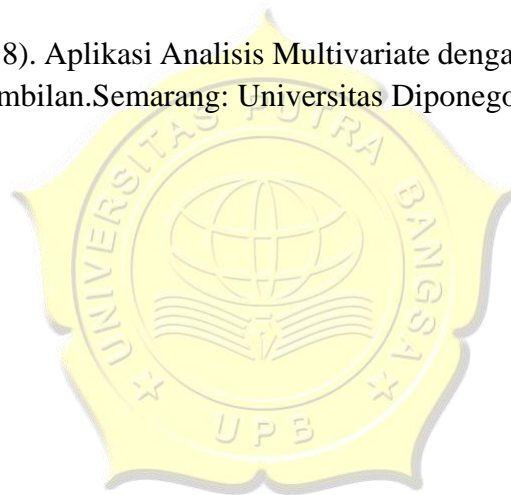 8). Aplikasi Analisis Multivariate denga
mbilan.Semarang: Universitas Diponego
UNIVERSITAS PUTRA BANGSA
UPB